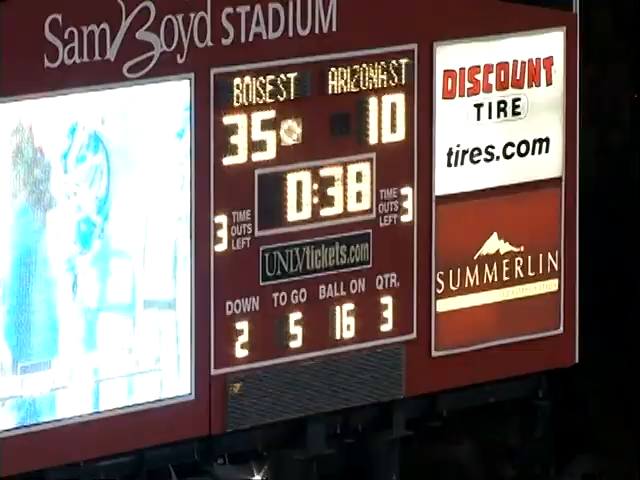 Sam Boyd STADIUM
BOISE ST ARIZONA ST
35 10
0:38
3 TIME OUTS LEFT
TIME OUTS LEFT 3
UNLVtickets.com
DOWN TO GO BALL ON QTR.
2 5 16 3
DISCOUNT
TIRE
tires.com
SUMMERLIN